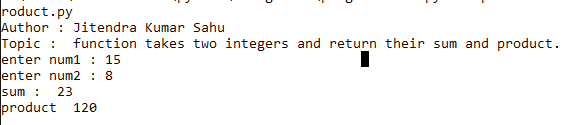 roduct.py
Author : Jitendra Kumar Sahu
Topic :  function takes two integers and return their sum and product.
enter num1 : 15
enter num2 : 8
sum :  23
product  120